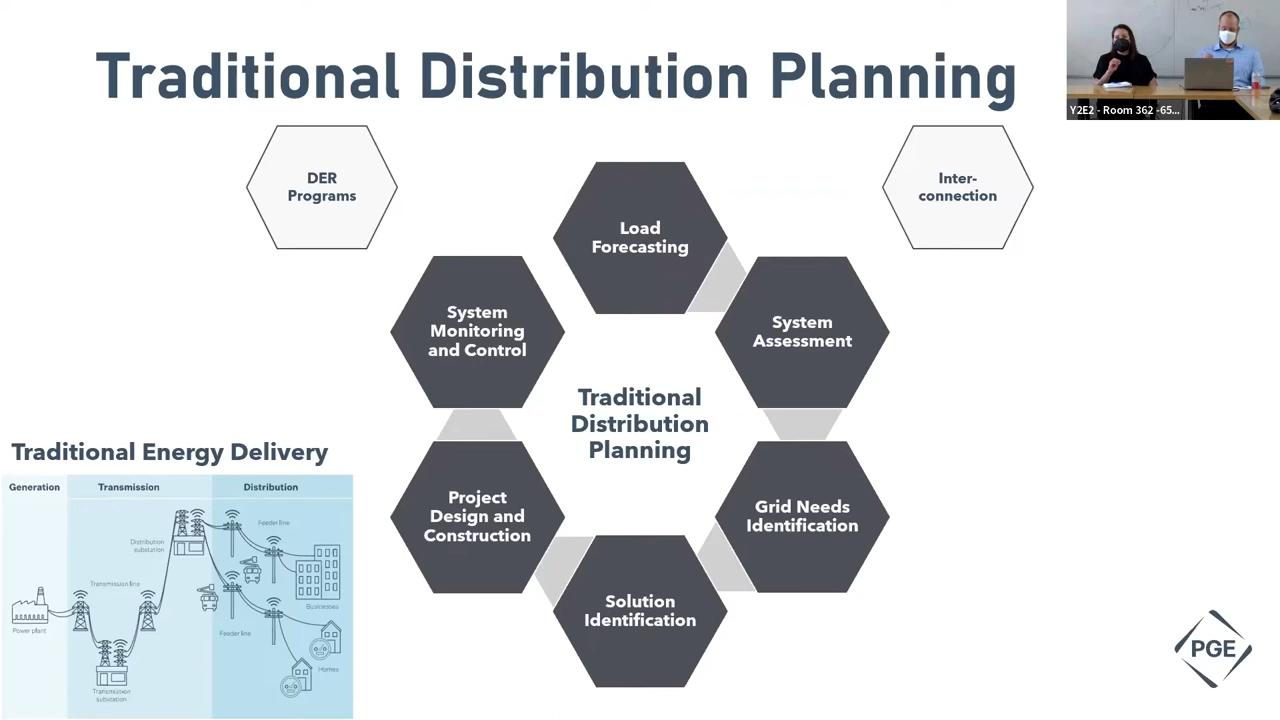 Traditional Distribution Planning
Y2E2 - Room 362 -65...
DER
Programs
Inter-
connection
Load
Forecasting
System
Monitoring
and Control
System
Assessment
Traditional
Distribution
Planning
Project
Design and
Construction
Grid Needs
Identification
Solution
Identification
Traditional Energy Delivery
Generation
Transmission
Distribution
Feeder line
Distribution
substation
Transmission line
Businesses
Power plant
Feeder line
Homes
Transmission
substation
PGE